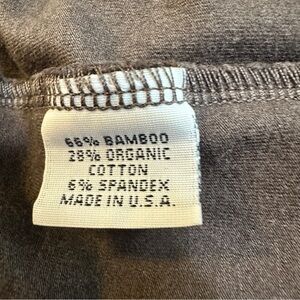 66% BAMBOO
28% ORGANIC
COTTON
6% SPANDEX
MADE IN U.S.A.